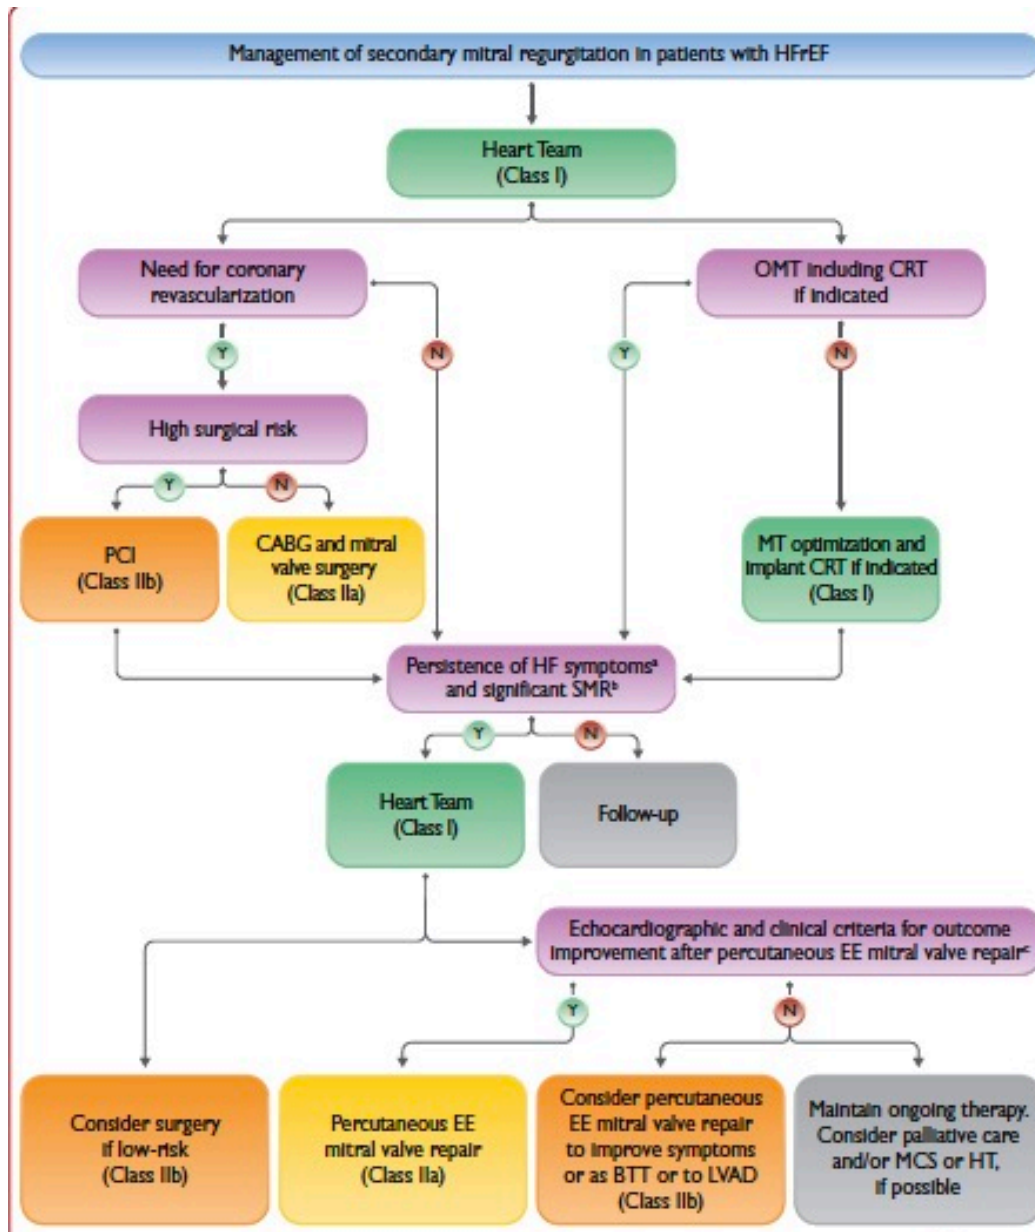 Management of secondary mitral regurgitation in patients with HFrEF
Heart Team
(Class I)
Need for coronary
revascularization
OMT including CRT
if indicated
Y
N
Y
N
High surgical risk
Y
N
PCI
(Class IIb)
CABG and mitral
valve surgery
(Class IIa)
MT optimization and
implant CRT if indicated
(Class I)
Persistence of HF symptomsᵃ
and significant SMRᵇ
Y
N
Heart Team
(Class I)
Follow-up
Echocardiographic and clinical criteria for outcome
improvement after percutaneous EE mitral valve repairᶜ
Y
N
Consider surgery
if low-risk
(Class IIb)
Percutaneous EE
mitral valve repair
(Class IIa)
Consider percutaneous
EE mitral valve repair
to improve symptoms
or as BTT or to LVAD
(Class IIb)
Maintain ongoing therapy.
Consider palliative care
and/or MCS or HT,
if possible